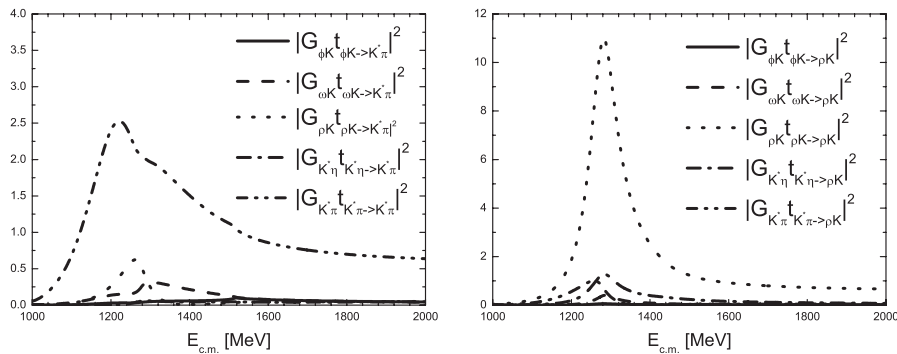 4.0
3.5
3.0
2.5
2.0
1.5
1.0
0.5
0.0
1000 1200 1400 1600 1800 2000
E_c.m. [MeV]
|G_ϕK t_ϕK->K*π|²
|G_ωK t_ωK->K*π|²
|G_ρK t_ρK->K*π|²
|G_K*η t_K*η->K*π|²
|G_K*π t_K*π->K*π|²
12
10
8
6
4
2
0
1000 1200 1400 1600 1800 2000
E_c.m. [MeV]
|G_ϕK t_ϕK->ρK|²
|G_ωK t_ωK->ρK|²
|G_ρK t_ρK->ρK|²
|G_K*η t_K*η->ρK|²
|G_K*π t_K*π->ρK|²